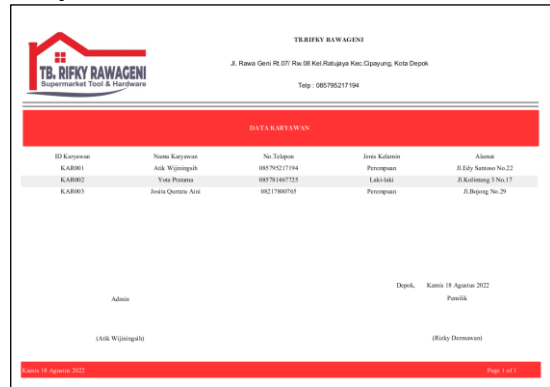 TB.RIFKY RAWAGENI
Jl. Rawa Geni Rt.07/ Rw.08 Kel.Ratujaya Kec.Cipayung, Kota Depok
Telp : 085795217194
TB. RIFKY RAWAGENI
Supermarket Tool & Hardware
DATA KARYAWAN
ID Karyawan Nama Karyawan No.Telepon Jenis Kelamin Alamat
KAR001 Atik Wijiningsih 085795217194 Perempuan Jl.Edy Santoso No.22
KAR002 Yota Pratama 085781467725 Laki-laki Jl.Kolintang 3 No.17
KAR003 Josita Qurrotu Aini 08217800765 Perempuan Jl.Bojong No.29
Depok, Kamis 18 Agustus 2022
Admin Pemilik
(Atik Wijiningsih) (Rizky Dermawan)
Kamis 18 Agustus 2022 Page 1 of 1